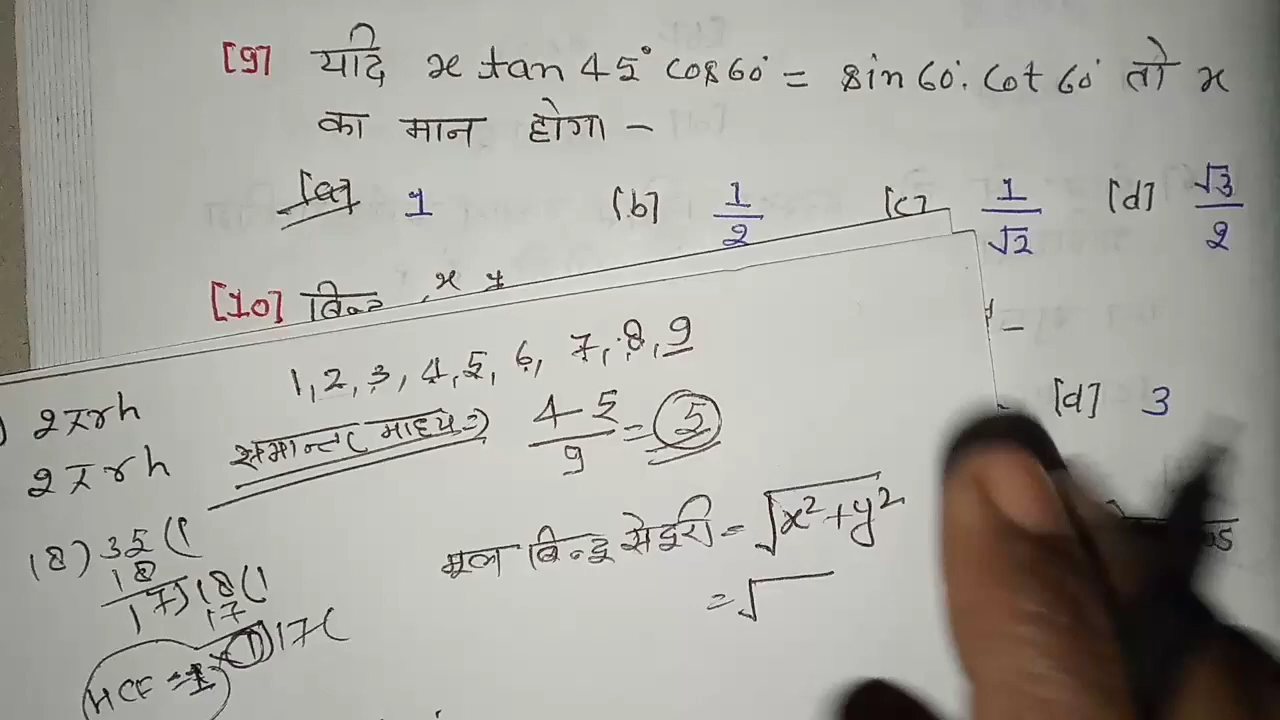 [9] यदि x tan 45° cos 60° = sin 60°. Cot 60° तो x
का मान होगा -
[a] 1 [b] 1/2 [c] 1/√2 [d] √3/2
[10]
[d] 3
1, 2, 3, 4, 5, 6, 7, 8, 9
2πrh
2πrh
45/9 = 5
मूल बिन्दु से दूरी = √x²+y²
= √
(8) 35 (1
18
17) 18 (1
17
1) 17 (
HCF = 1